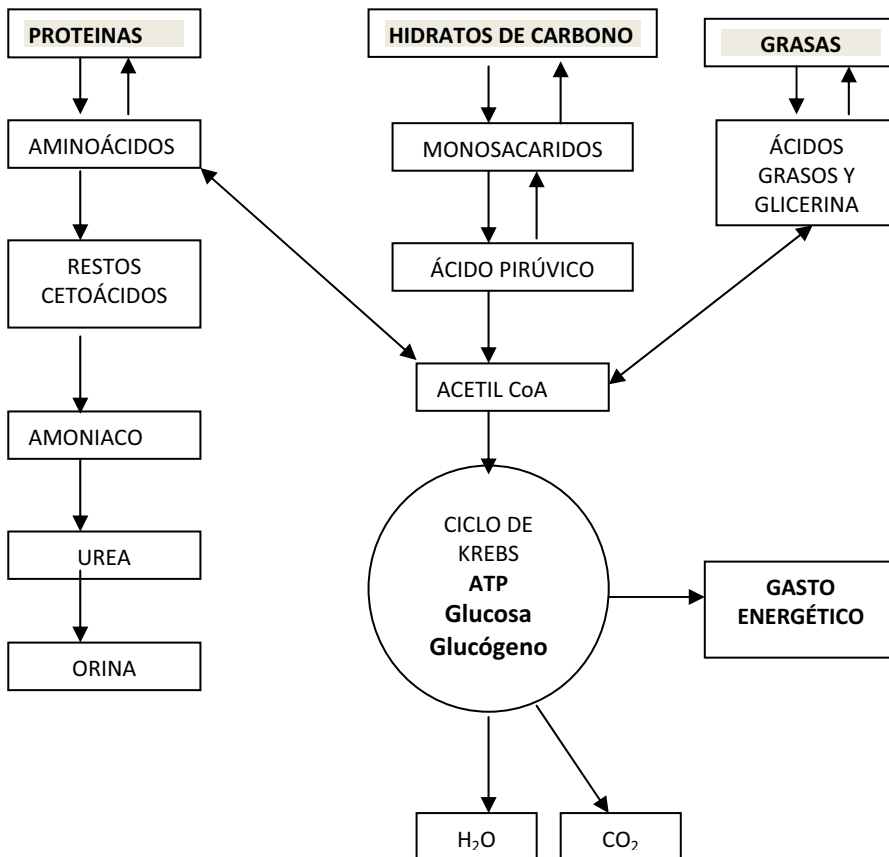 PROTEINAS
HIDRATOS DE CARBONO
GRASAS
AMINOÁCIDOS
MONOSACARIDOS
ÁCIDOS
GRASOS Y
GLICERINA
RESTOS
CETOÁCIDOS
ÁCIDO PIRÚVICO
ACETIL CoA
AMONIACO
UREA
ORINA
CICLO DE
KREBS
ATP
Glucosa
Glucógeno
GASTO
ENERGÉTICO
H₂O
CO₂